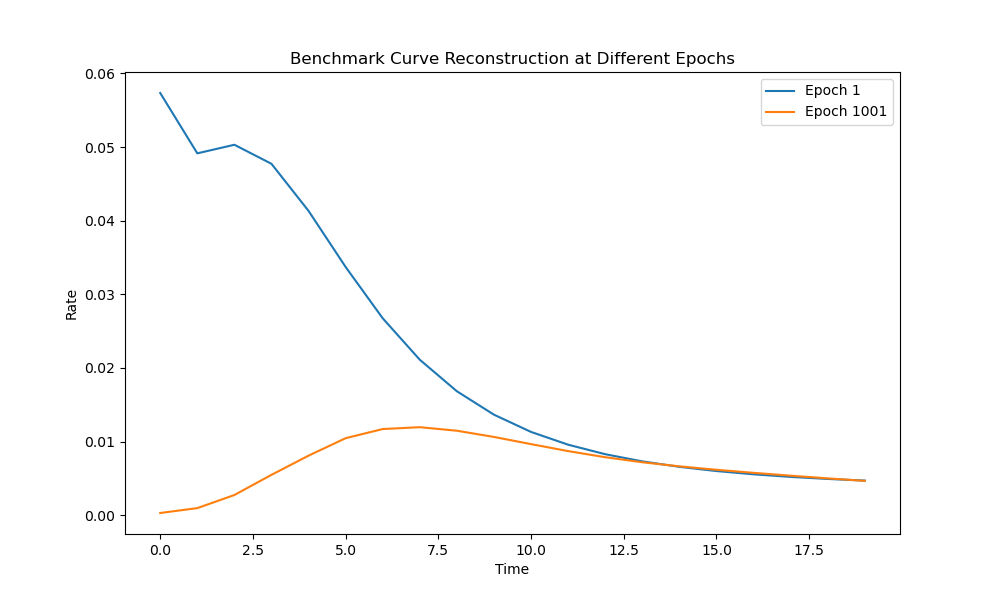 Benchmark Curve Reconstruction at Different Epochs
0.06
0.05
0.04
0.03
0.02
0.01
0.00
Rate
Epoch 1
Epoch 1001
0.0 2.5 5.0 7.5 10.0 12.5 15.0 17.5
Time